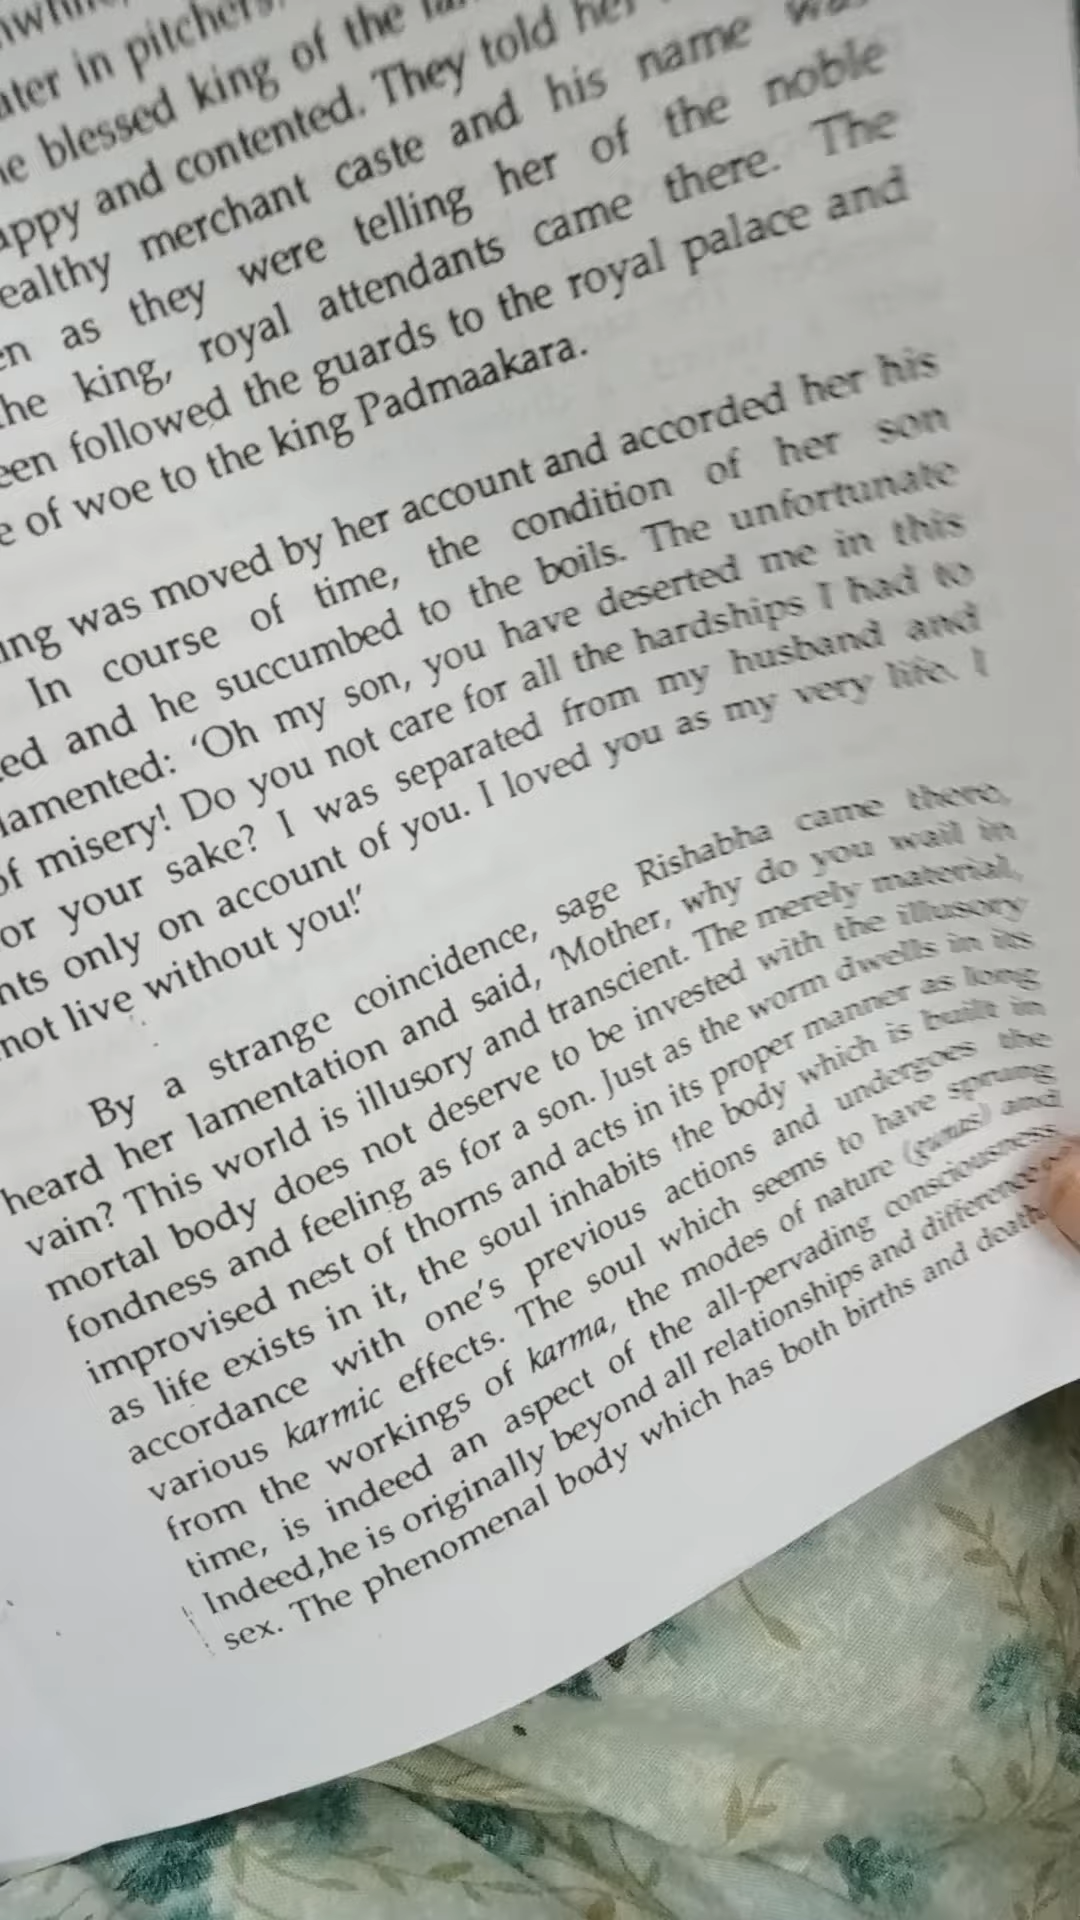 in pitchers,
blessed king of the
and contented. They told her
merchant caste and his name
as they were telling her of the noble
king, royal attendants came there. The
followed the guards to the royal palace and
of woe to the king Padmaakara.
was moved by her account and accorded her his
In course of time, the condition of her son
and he succumbed to the boils. The unfortunate
lamented: ‘Oh my son, you have deserted me in this
of misery! Do you not care for all the hardships I had to
or your sake? I was separated from my husband and
only on account of you. I loved you as my very life. I
not live without you!’
By a strange coincidence, sage Rishabha came there,
heard her lamentation and said, ‘Mother, why do you wail in
vain? This world is illusory and transcient. The merely material,
mortal body does not deserve to be invested with the illusory
fondness and feeling as for a son. Just as the worm dwells in its
improvised nest of thorns and acts in its proper manner as long
as life exists in it, the soul inhabits the body which is built in
accordance with one's previous actions and undergoes the
various karmic effects. The soul which seems to have sprung
from the workings of karma, the modes of nature (gunas) and
time, is indeed an aspect of the all-pervading consciousness.
Indeed,he is originally beyond all relationships and difference
sex. The phenomenal body which has both births and death